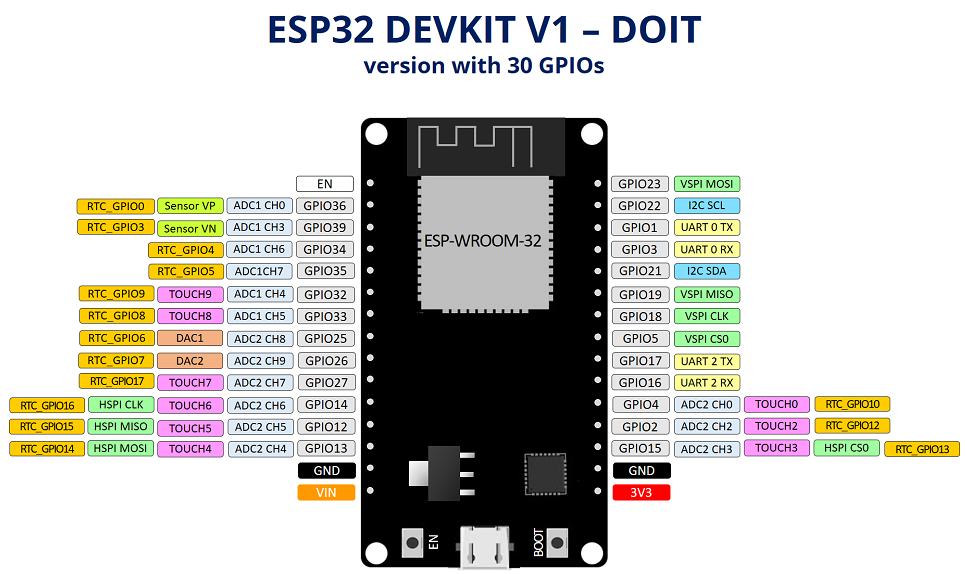 ESP32 DEVKIT V1 – DOIT
version with 30 GPIOs
EN
RTC_GPIO0 Sensor VP ADC1 CH0 GPIO36
RTC_GPIO3 Sensor VN ADC1 CH3 GPIO39
RTC_GPIO4 ADC1 CH6 GPIO34
RTC_GPIO5 ADC1CH7 GPIO35
RTC_GPIO9 TOUCH9 ADC1 CH4 GPIO32
RTC_GPIO8 TOUCH8 ADC1 CH5 GPIO33
RTC_GPIO6 DAC1 ADC2 CH8 GPIO25
RTC_GPIO7 DAC2 ADC2 CH9 GPIO26
RTC_GPIO17 TOUCH7 ADC2 CH7 GPIO27
RTC_GPIO16 HSPI CLK TOUCH6 ADC2 CH6 GPIO14
RTC_GPIO15 HSPI MISO TOUCH5 ADC2 CH5 GPIO12
RTC_GPIO14 HSPI MOSI TOUCH4 ADC2 CH4 GPIO13
GND
VIN
ESP-WROOM-32
EN
BOOT
GPIO23 VSPI MOSI
GPIO22 I2C SCL
GPIO1 UART 0 TX
GPIO3 UART 0 RX
GPIO21 I2C SDA
GPIO19 VSPI MISO
GPIO18 VSPI CLK
GPIO5 VSPI CS0
GPIO17 UART 2 TX
GPIO16 UART 2 RX
GPIO4 ADC2 CH0 TOUCH0 RTC_GPIO10
GPIO2 ADC2 CH2 TOUCH2 RTC_GPIO12
GPIO15 ADC2 CH3 TOUCH3 HSPI CS0 RTC_GPIO13
GND
3V3